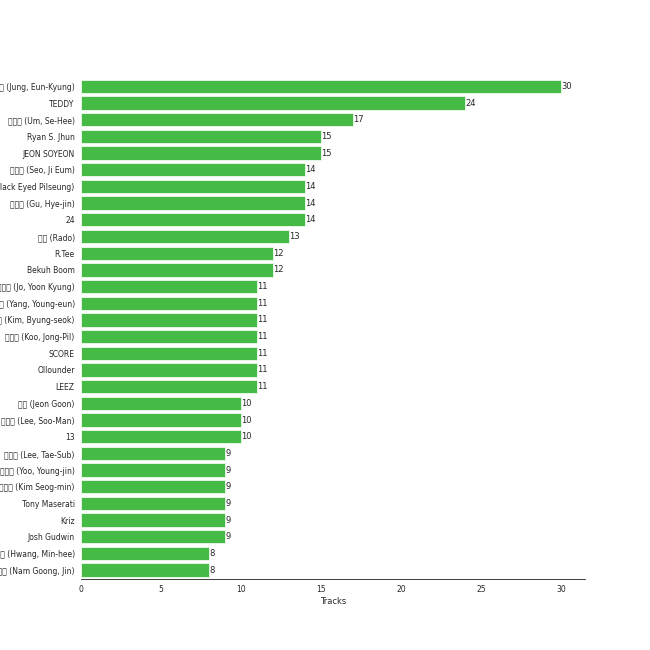 (Jung, Eun-Kyung)
30
TEDDY
24
(Um, Se-Hee)
17
Ryan S. Jhun
15
JEON SOYEON
15
(Seo, Ji Eum)
14
lack Eyed Pilseung)
14
(Gu, Hye-jin)
14
24
14
(Rado)
13
R.Tee
12
Bekuh Boom
12
(Jo, Yoon Kyung)
11
(Yang, Young-eun)
11
(Kim, Byung-seok)
11
(Koo, Jong-Pil)
11
SCORE
11
Ollounder
11
LEEZ
11
(Jeon Goon)
10
(Lee, Soo-Man)
10
13
10
(Lee, Tae-Sub)
9
(Yoo, Young-jin)
9
(Kim Seog-min)
9
Tony Maserati
9
Kriz
9
Josh Gudwin
9
(Hwang, Min-hee)
8
(Nam Goong, Jin)
8
0 5 10 15 20 25 30
Tracks